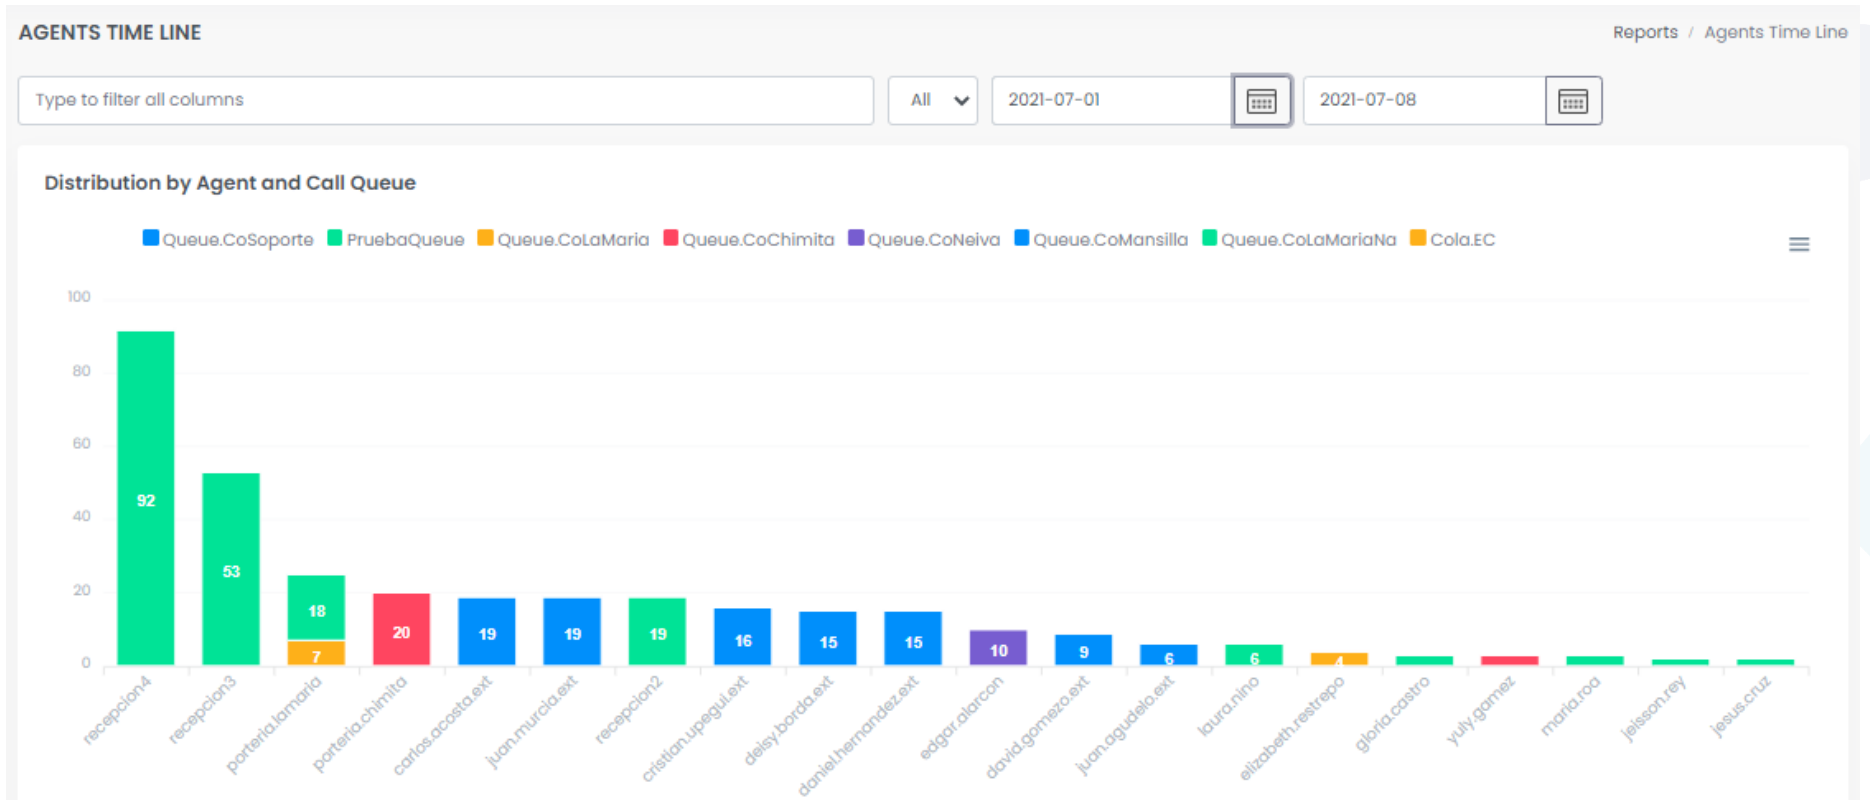 AGENTS TIME LINE
Reports / Agents Time Line
Type to filter all columns
All
2021-07-01
2021-07-08
Distribution by Agent and Call Queue
Queue.CoSoporte PruebaQueue Queue.CoLaMaria Queue.CoChimita Queue.CoNeiva Queue.CoMansilla Queue.CoLaMariaNa Cola.EC
100
80
60
40
20
0
92
53
18
7
20
19
19
19
16
15
15
10
9
6
6
4
recepcion4
recepcion3
porteria.lamaria
porteria.chimita
carlos.acosta.ext
juan.murcia.ext
recepcion2
cristian.upegui.ext
deisy.borda.ext
daniel.hernandez.ext
edgar.alarcon
david.gomezo.ext
juan.agudelo.ext
laura.nino
elizabeth.restrepo
gloria.castro
yuly.gamez
maria.roa
jeisson.rey
jesus.cruz